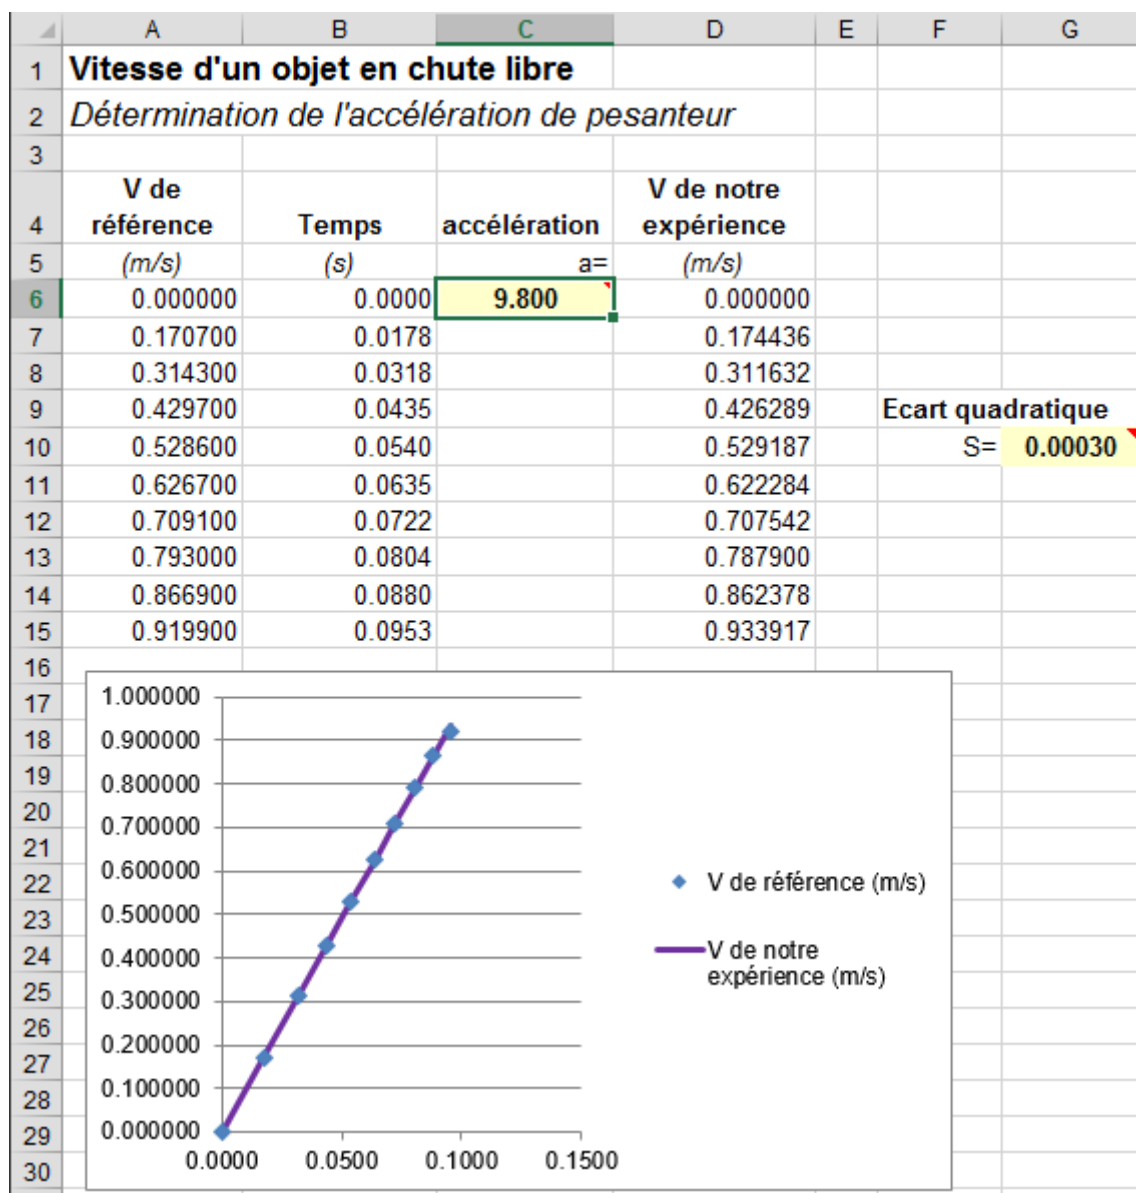 A B C D E F G
1 Vitesse d'un objet en chute libre
2 Détermination de l'accélération de pesanteur
3
V de V de notre
4 référence Temps accélération expérience
5 (m/s) (s) a= (m/s)
6 0.000000 0.0000 9.800 0.000000
7 0.170700 0.0178 0.174436
8 0.314300 0.0318 0.311632
9 0.429700 0.0435 0.426289 Ecart quadratique
10 0.528600 0.0540 0.529187 S= 0.00030
11 0.626700 0.0635 0.622284
12 0.709100 0.0722 0.707542
13 0.793000 0.0804 0.787900
14 0.866900 0.0880 0.862378
15 0.919900 0.0953 0.933917
16
17 1.000000
18 0.900000
19 0.800000
20 0.700000
21
22 0.600000 V de référence (m/s)
23 0.500000
24 0.400000 V de notre
25 0.300000 expérience (m/s)
26
27 0.200000
28 0.100000
29 0.000000
30 0.0000 0.0500 0.1000 0.1500